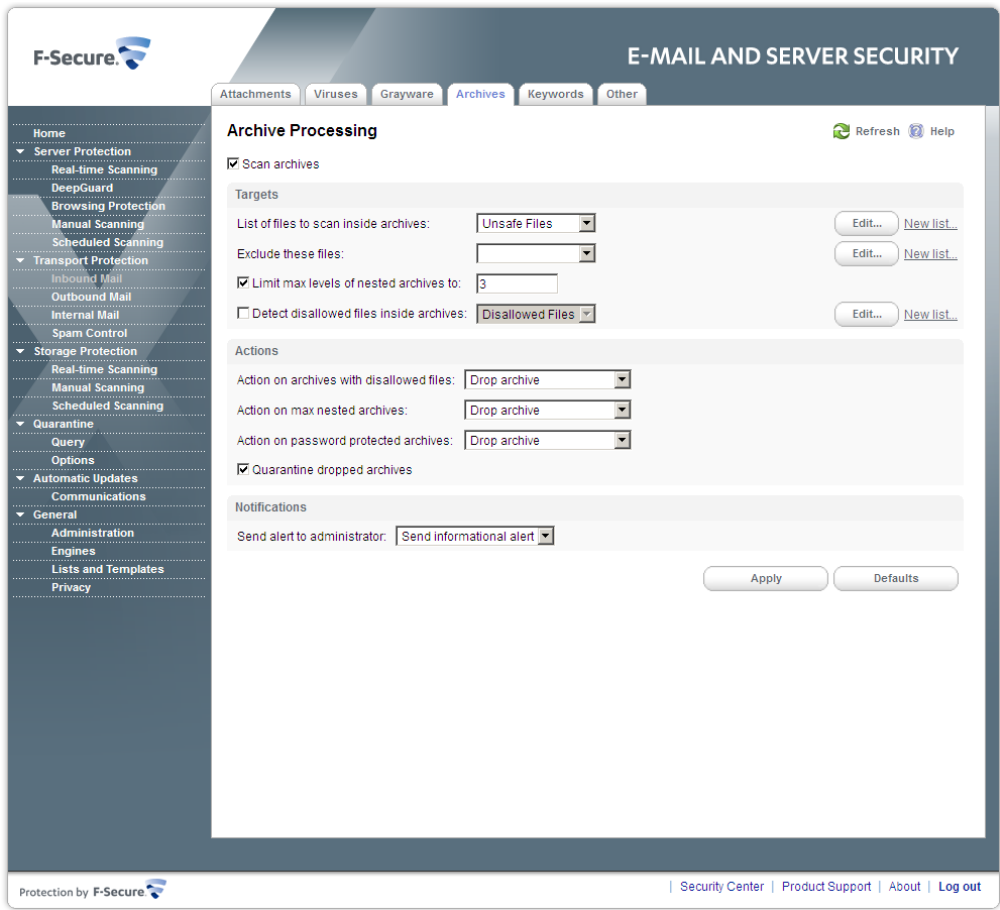 F-Secure.
E-MAIL AND SERVER SECURITY
Attachments Viruses Grayware Archives Keywords Other
Home
Server Protection
Real-time Scanning
DeepGuard
Browsing Protection
Manual Scanning
Scheduled Scanning
Transport Protection
Inbound Mail
Outbound Mail
Internal Mail
Spam Control
Storage Protection
Real-time Scanning
Manual Scanning
Scheduled Scanning
Quarantine
Query
Options
Automatic Updates
Communications
General
Administration
Engines
Lists and Templates
Privacy
Archive Processing
Refresh Help
Scan archives
Targets
List of files to scan inside archives: Unsafe Files Edit... New list...
Exclude these files: Edit... New list...
Limit max levels of nested archives to: 3
Detect disallowed files inside archives: Disallowed Files Edit... New list...
Actions
Action on archives with disallowed files: Drop archive
Action on max nested archives: Drop archive
Action on password protected archives: Drop archive
Quarantine dropped archives
Notifications
Send alert to administrator: Send informational alert
Apply Defaults
Protection by F-Secure.
| Security Center | Product Support | About | Log out